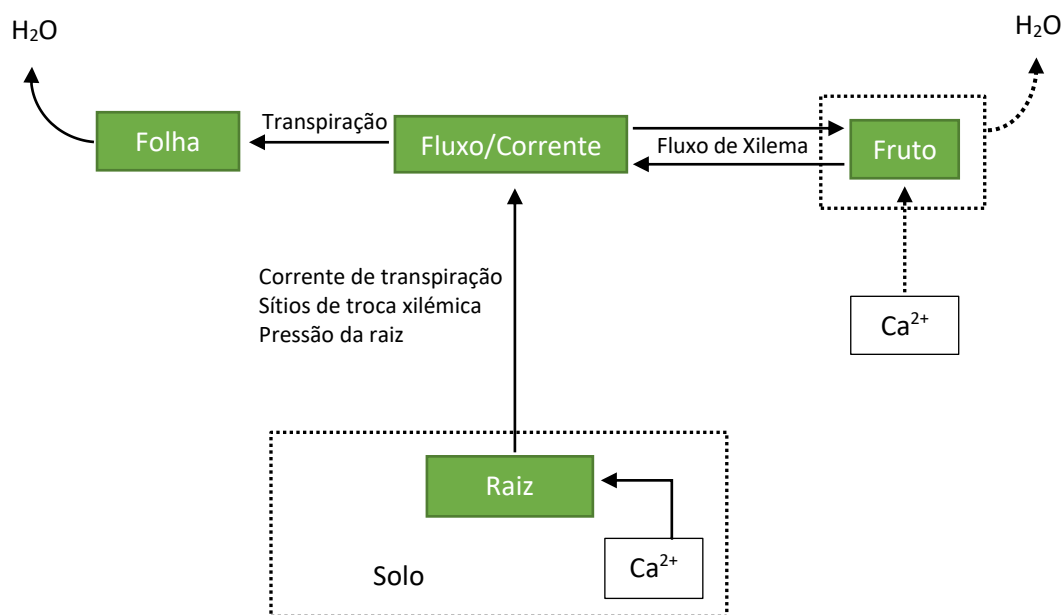 H₂O
H₂O
Folha
Transpiração
Fluxo/Corrente
Fluxo de Xilema
Fruto
Corrente de transpiração
Sítios de troca xilémica
Pressão da raiz
Ca²⁺
Raiz
Solo
Ca²⁺